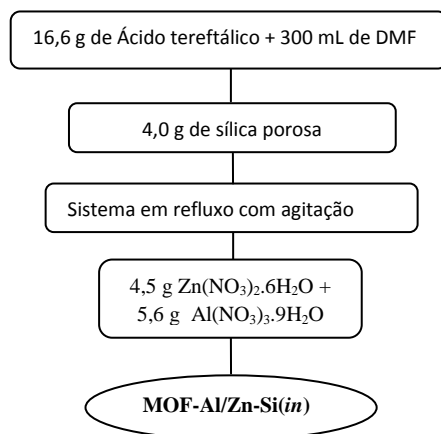 16,6 g de Ácido tereftálico + 300 mL de DMF
4,0 g de sílica porosa
Sistema em refluxo com agitação
4,5 g Zn(NO₃)₂.6H₂O +
5,6 g Al(NO₃)₃.9H₂O
MOF-Al/Zn-Si(in)